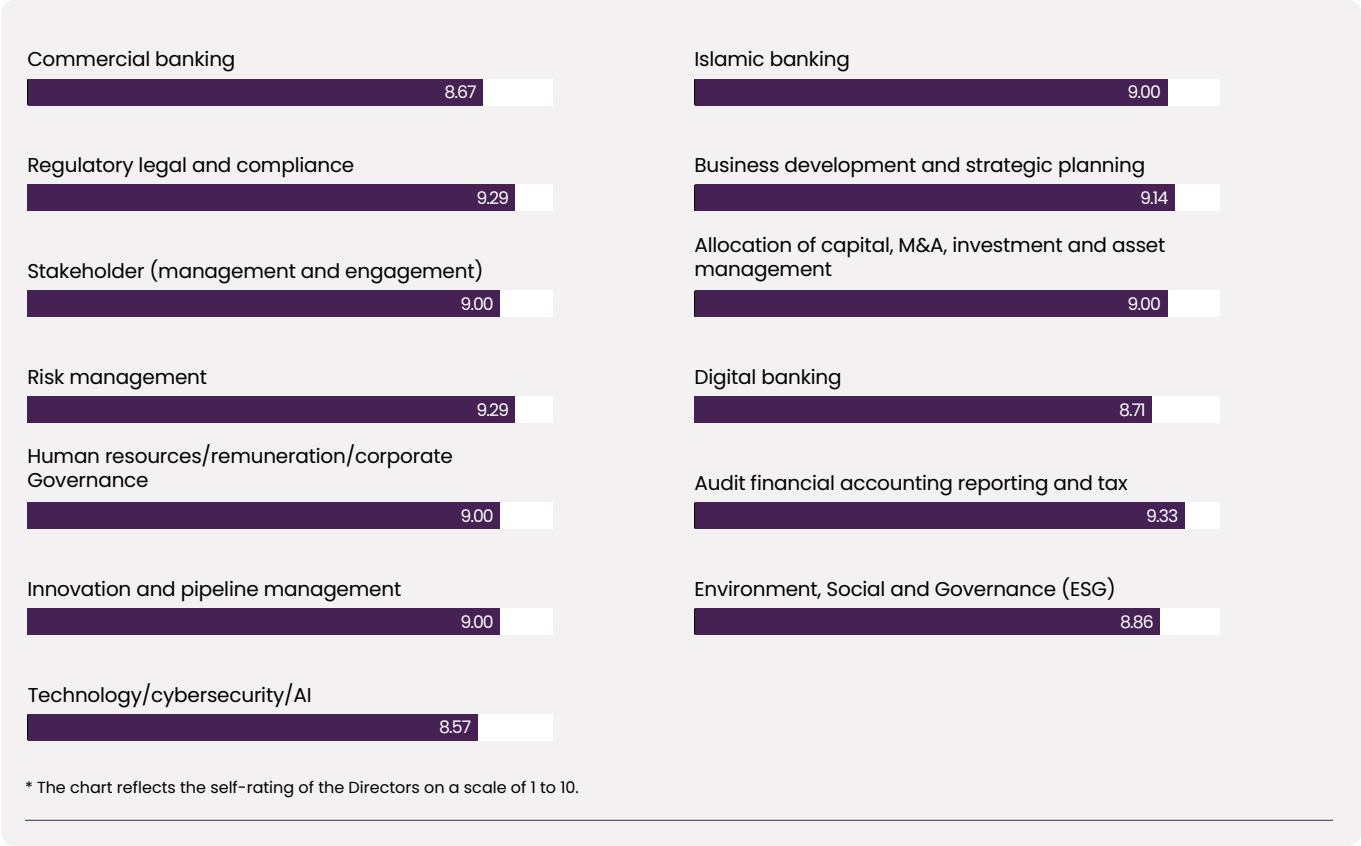 Commercial banking
8.67
Islamic banking
9.00
Regulatory legal and compliance
9.29
Business development and strategic planning
9.14
Stakeholder (management and engagement)
9.00
Allocation of capital, M&A, investment and asset
management
9.00
Risk management
9.29
Digital banking
8.71
Human resources/remuneration/corporate
Governance
9.00
Audit financial accounting reporting and tax
9.33
Innovation and pipeline management
9.00
Environment, Social and Governance (ESG)
8.86
Technology/cybersecurity/AI
8.57
* The chart reflects the self-rating of the Directors on a scale of 1 to 10.